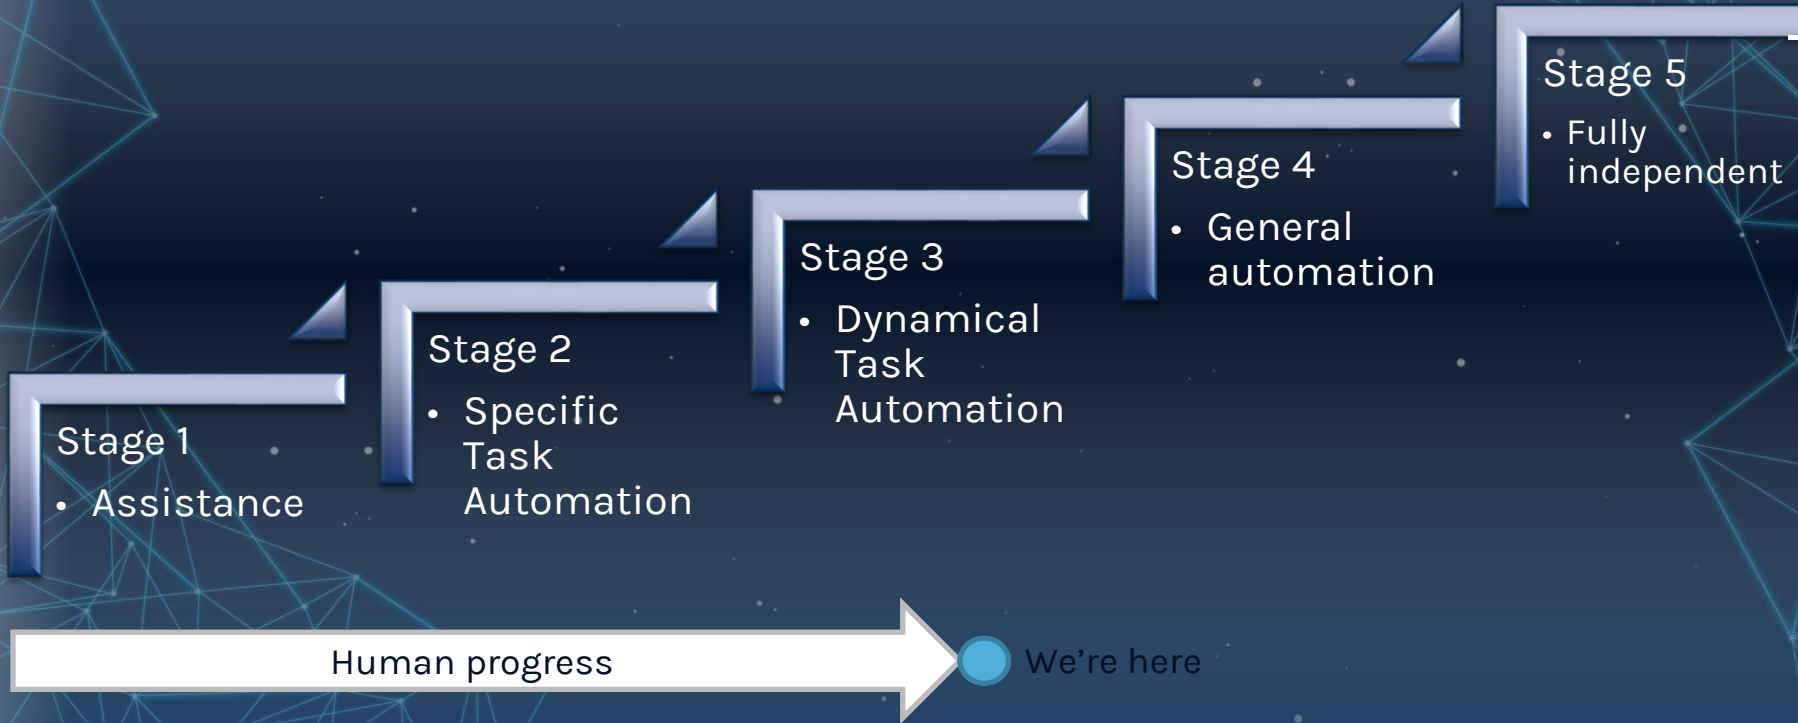 Stage 1
• Assistance
Stage 2
• Specific
Task
Automation
Stage 3
• Dynamical
Task
Automation
Stage 4
• General
automation
Stage 5
• Fully
independent
Human progress
We’re here